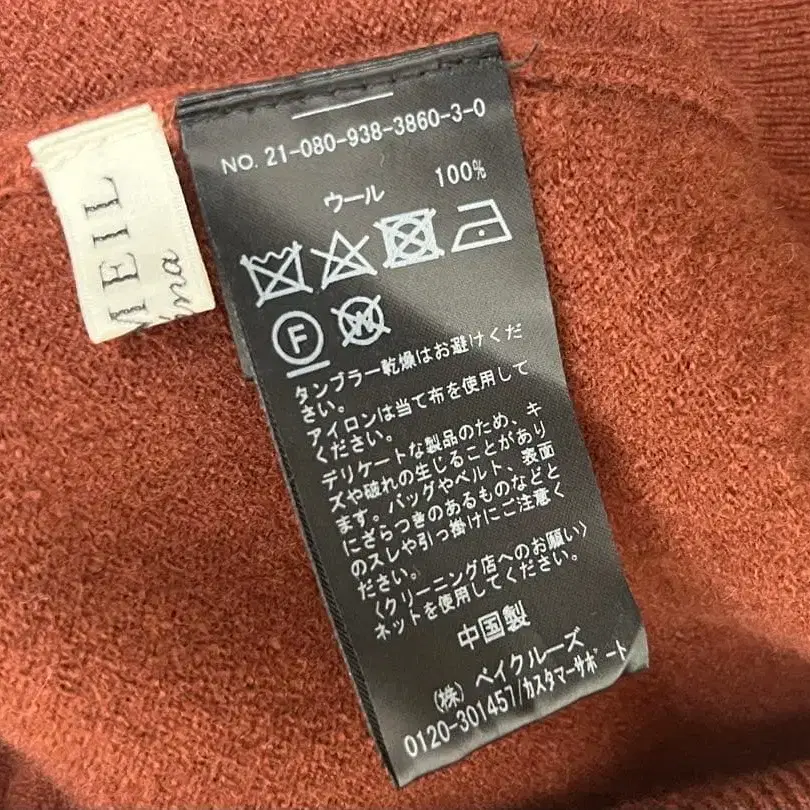 MEIL
NO. 21-080-938-3860-3-0
ウール 100%
F
W
タンブラー乾燥はお避けくだ
さい。
アイロンは当て布を使用して
ください。
デリケートな製品のため、キ
ズや破れの生じることがあり
ます。バッグやベルト、表面
にざらつきのあるものなどと
のスレや引っ掛けにご注意く
ださい。
〈クリーニング店へのお願い〉
ネットを使用してください。
中国製
(株) ベイクルーズ
0120-301457/カスタマーサポート